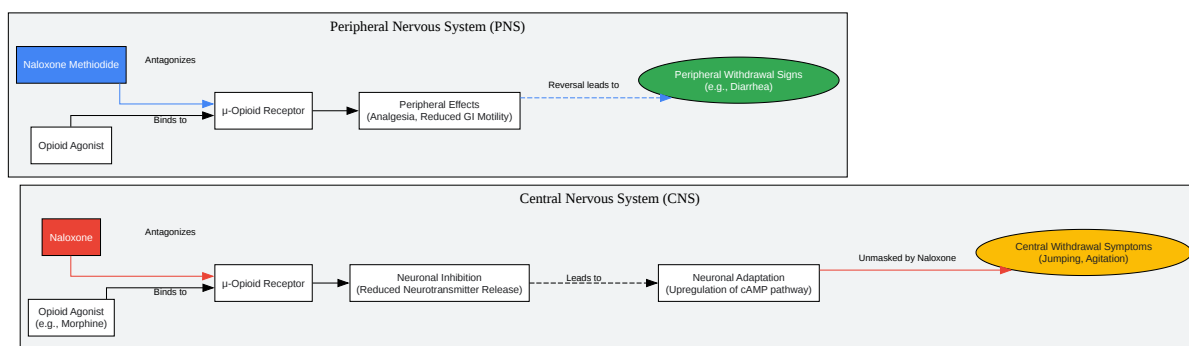 Peripheral Nervous System (PNS)
Naloxone Methiodide
Antagonizes
Peripheral Withdrawal Signs
(e.g., Diarrhea)
Reversal leads to
μ-Opioid Receptor
Peripheral Effects
(Analgesia, Reduced GI Motility)
Binds to
Opioid Agonist
Central Nervous System (CNS)
Naloxone
Antagonizes
Central Withdrawal Symptoms
(Jumping, Agitation)
Unmasked by Naloxone
μ-Opioid Receptor
Neuronal Inhibition
(Reduced Neurotransmitter Release)
Leads to
Neuronal Adaptation
(Upregulation of cAMP pathway)
Binds to
Opioid Agonist
(e.g., Morphine)